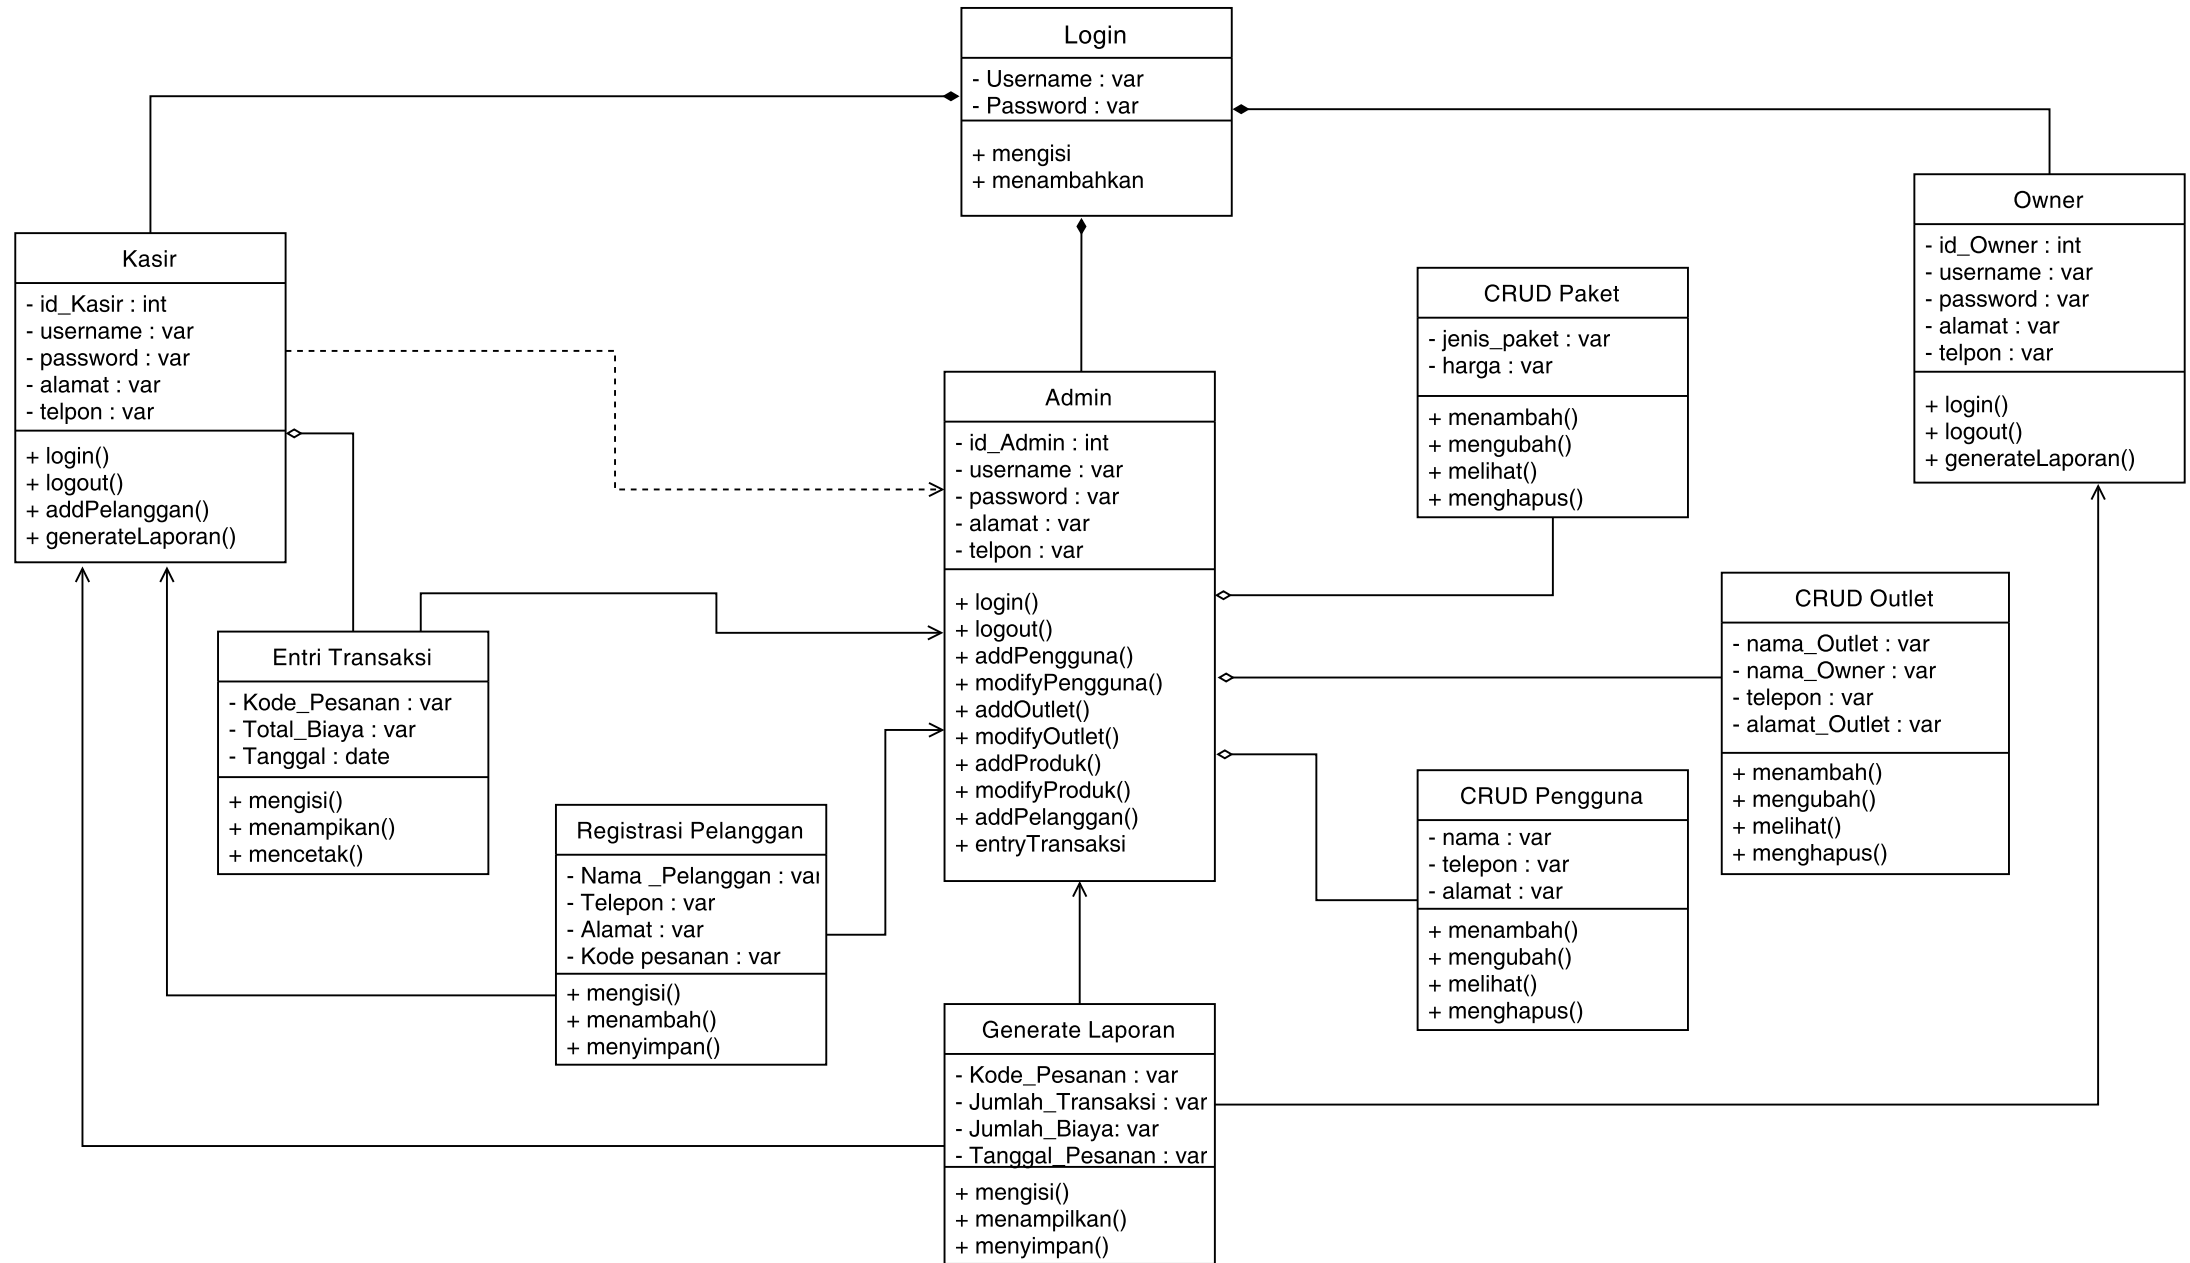 Login
- Username : var
- Password : var
+ mengisi
+ menambahkan
Kasir
- id_Kasir : int
- username : var
- password : var
- alamat : var
- telpon : var
+ login()
+ logout()
+ addPelanggan()
+ generateLaporan()
Owner
- id_Owner : int
- username : var
- password : var
- alamat : var
- telpon : var
+ login()
+ logout()
+ generateLaporan()
CRUD Paket
- jenis_paket : var
- harga : var
+ menambah()
+ mengubah()
+ melihat()
+ menghapus()
Admin
- id_Admin : int
- username : var
- password : var
- alamat : var
- telpon : var
+ login()
+ logout()
+ addPengguna()
+ modifyPengguna()
+ addOutlet()
+ modifyOutlet()
+ addProduk()
+ modifyProduk()
+ addPelanggan()
+ entryTransaksi
CRUD Outlet
- nama_Outlet : var
- nama_Owner : var
- telepon : var
- alamat_Outlet : var
+ menambah()
+ mengubah()
+ melihat()
+ menghapus()
Entri Transaksi
- Kode_Pesanan : var
- Total_Biaya : var
- Tanggal : date
+ mengisi()
+ menampikan()
+ mencetak()
Registrasi Pelanggan
- Nama _Pelanggan : var
- Telepon : var
- Alamat : var
- Kode pesanan : var
+ mengisi()
+ menambah()
+ menyimpan()
CRUD Pengguna
- nama : var
- telepon : var
- alamat : var
+ menambah()
+ mengubah()
+ melihat()
+ menghapus()
Generate Laporan
- Kode_Pesanan : var
- Jumlah_Transaksi : var
- Jumlah_Biaya: var
- Tanggal_Pesanan : var
+ mengisi()
+ menampilkan()
+ menyimpan()